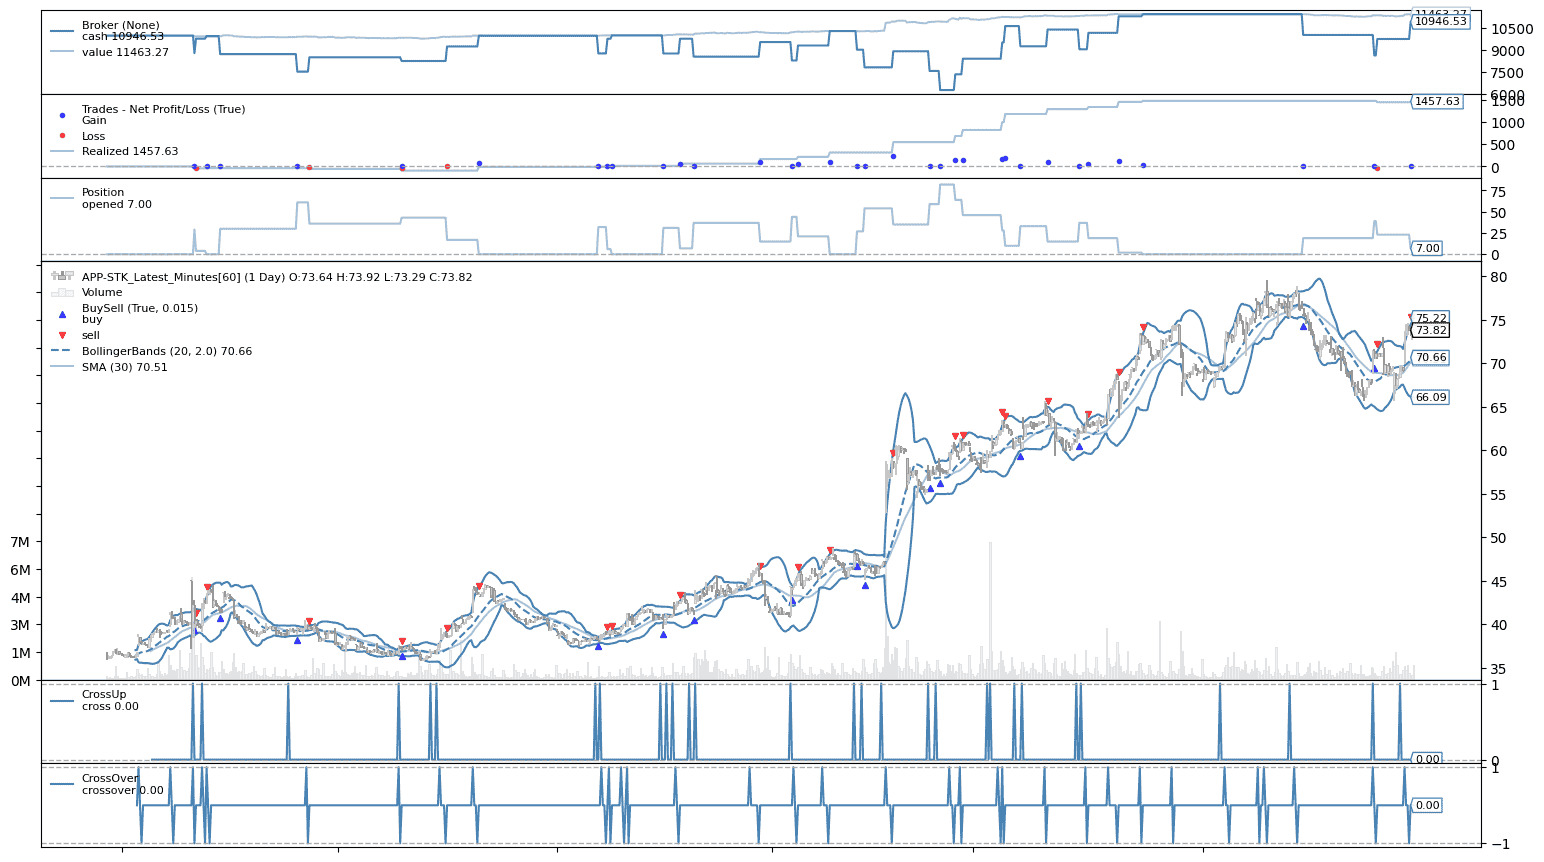 Broker (None)
cash 10946.53
value 11463.27
11463.27
10946.53
10500
9000
7500
6000
Trades - Net Profit/Loss (True)
Gain
Loss
Realized 1457.63
1457.63
1500
1000
500
0
Position
opened 7.00
75
50
25
7.00
0
APP-STK_Latest_Minutes[60] (1 Day) O:73.64 H:73.92 L:73.29 C:73.82
Volume
BuySell (True, 0.015)
buy
sell
BollingerBands (20, 2.0) 70.66
SMA (30) 70.51
80
75.22
75
73.82
70.66
70
66.09
65
60
55
50
45
40
35
7M
6M
4M
3M
1M
0M
CrossUp
cross 0.00
1
0.00
0
CrossOver
crossover 0.00
1
0.00
−1